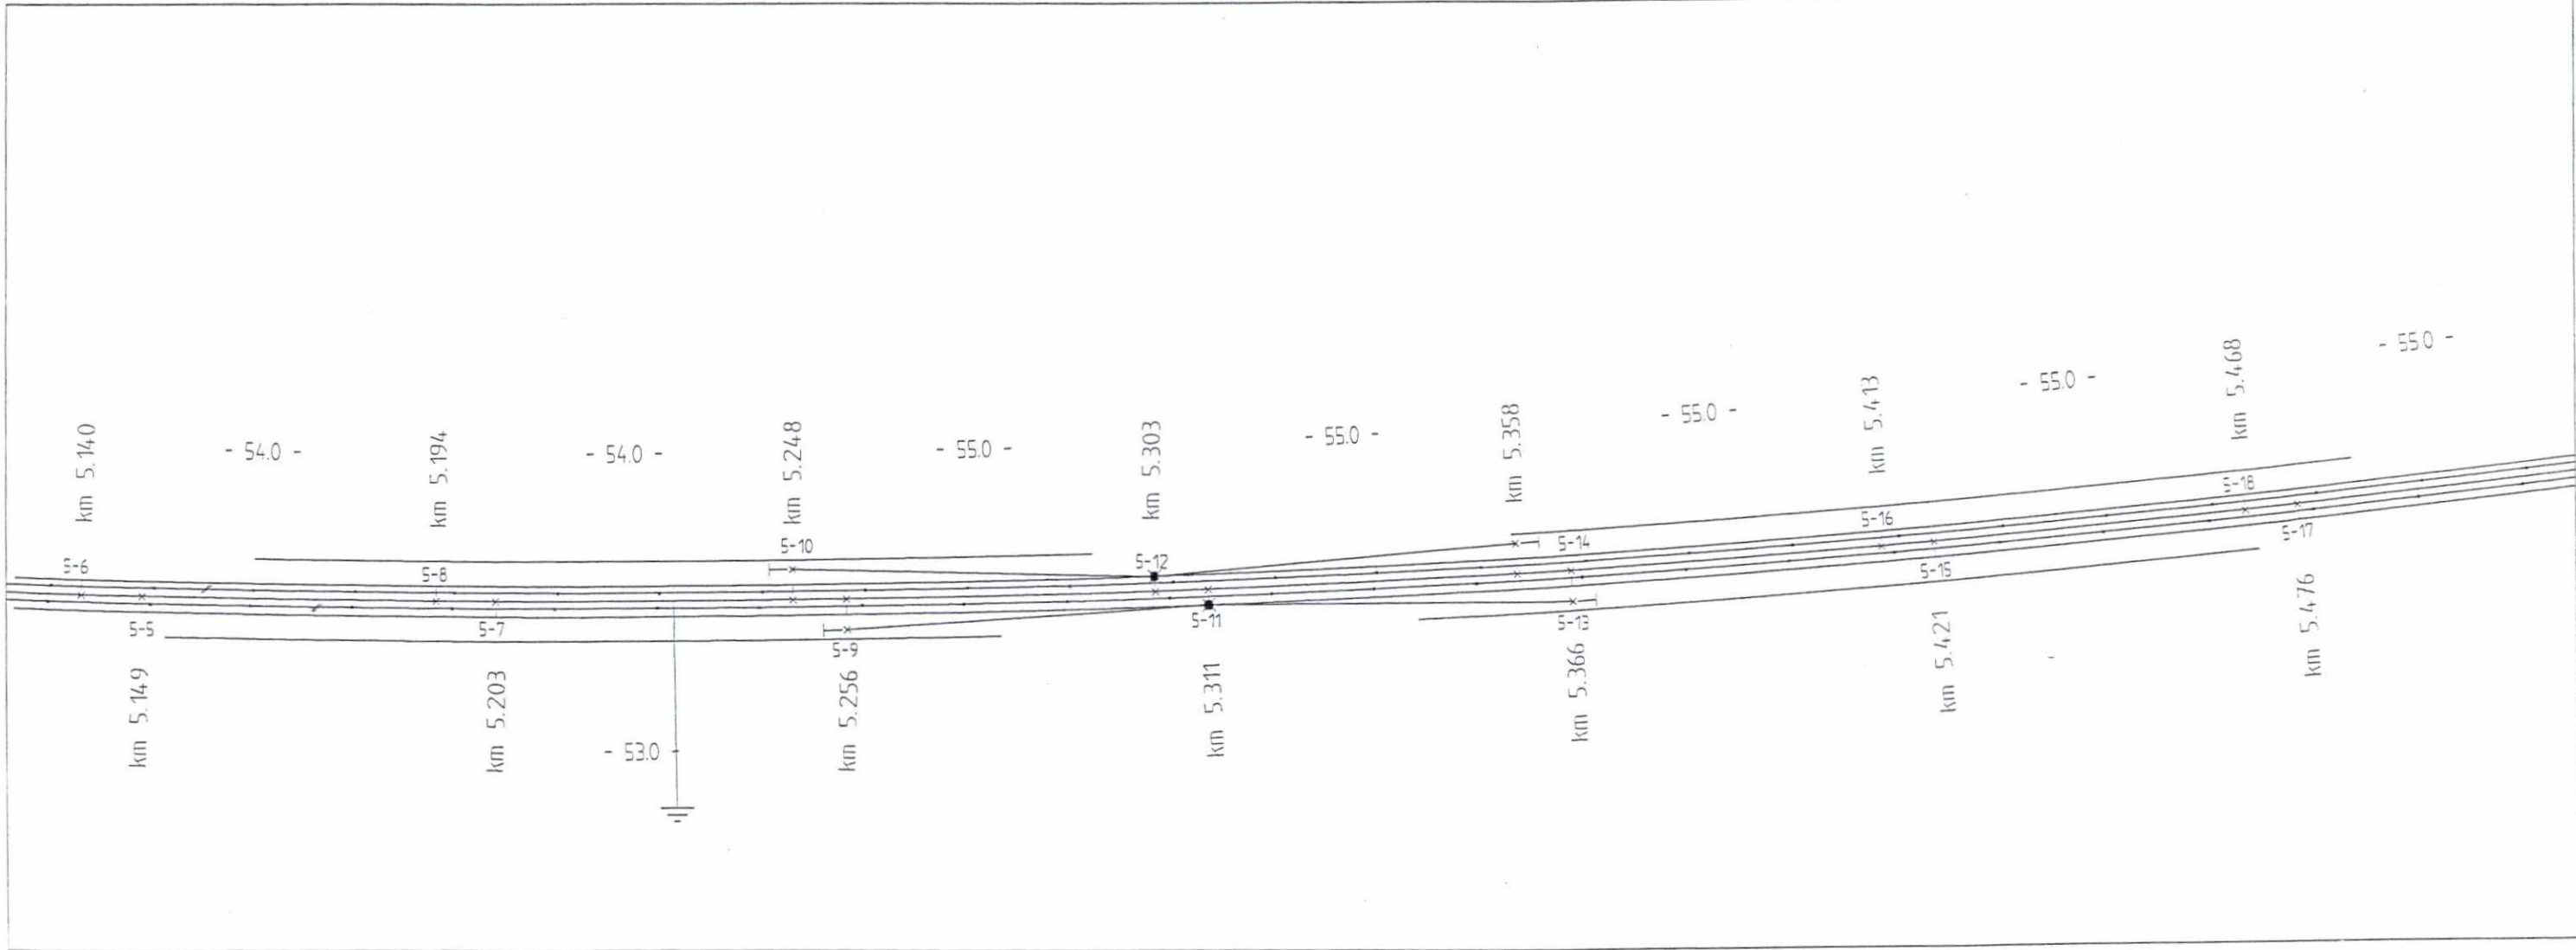 - 55.0 -
km 5.468
- 55.0 -
km 5.413
- 55.0 -
km 5.358
- 55.0 -
km 5.303
- 55.0 -
km 5.248
- 54.0 -
km 5.194
- 54.0 -
km 5.140
5-18
5-16
5-14
5-12
5-10
5-8
5-6
5-5
5-7
5-9
5-11
5-13
5-15
5-17
km 5.149
km 5.203
- 53.0
km 5.256
km 5.311
km 5.366
km 5.421
km 5.476